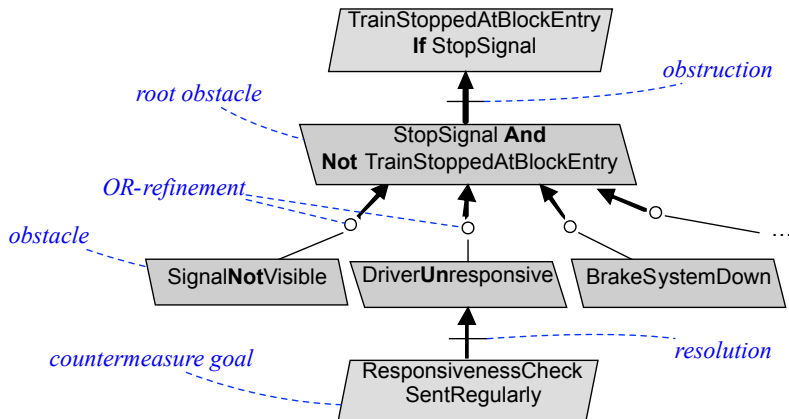 TrainStoppedAtBlockEntry
If StopSignal
obstruction
root obstacle
StopSignal And
Not TrainStoppedAtBlockEntry
OR-refinement
obstacle
...
SignalNotVisible
DriverUnresponsive
BrakeSystemDown
resolution
countermeasure goal
ResponsivenessCheck
SentRegularly